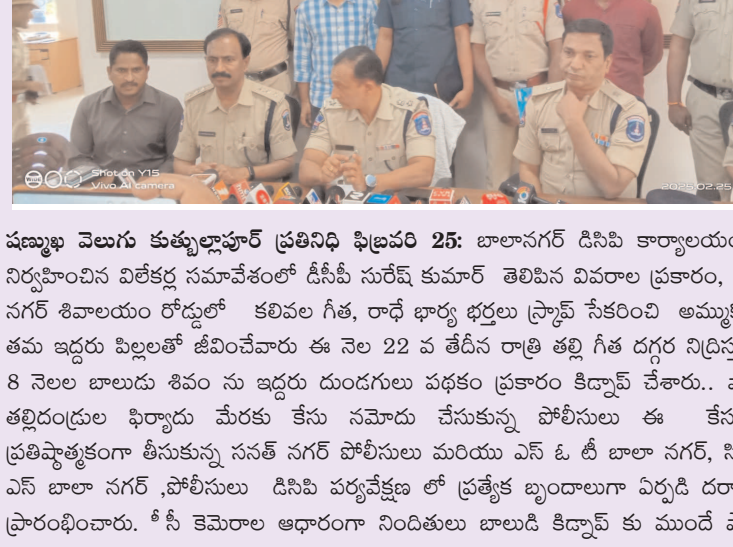 Shot on Y15
Vivo AI camera
2025.02.25
షణ్ముఖ వెలుగు కుత్బుల్లాపూర్ ప్రతినిధి ఫిబ్రవరి 25: బాలానగర్ డిసిపి కార్యాలయం
నిర్వహించిన విలేకర్ల సమావేశంలో డీసీపీ సురేష్ కుమార్ తెలిపిన వివరాల ప్రకారం,
నగర్ శివాలయం రోడ్డులో కలివల గీత, రాధే భార్య భర్తలు స్క్రాప్ సేకరించి అమ్ము
తమ ఇద్దరు పిల్లలతో జీవించేవారు ఈ నెల 22 వ తేదీన రాత్రి తల్లి గీత దగ్గర
8 నెలల బాలుడు శివం ను ఇద్దరు దుండగులు పథకం ప్రకారం కిడ్నాప్ చేశారు..
తల్లిదండ్రుల ఫిర్యాదు మేరకు కేసు నమోదు చేసుకున్న పోలీసులు ఈ కేసు
ప్రతిష్ఠాత్మకంగా తీసుకున్న సనత్ నగర్ పోలీసులు మరియు ఎస్ ఓ టీ బాలా నగర్,
ఎస్ బాలా నగర్ ,పోలీసులు డిసిపి పర్యవేక్షణ లో ప్రత్యేక బృందాలుగా ఏర్పడి
ప్రారంభించారు. సీ కెమెరాల ఆధారంగా నిందితులు బాలుడి కిడ్నాప్ కు ముందే